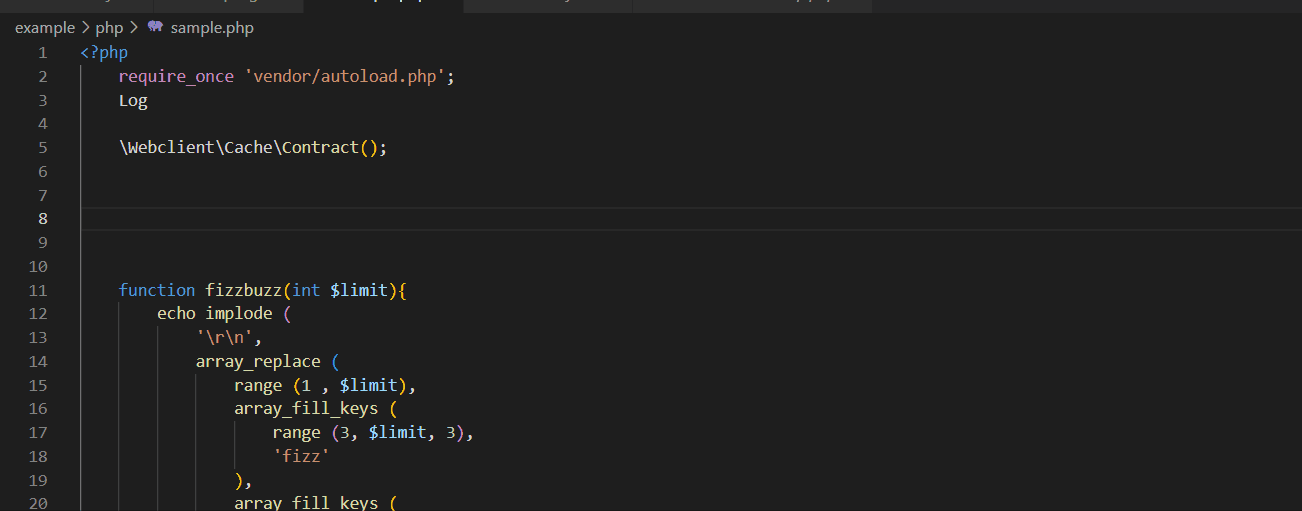 example > php > sample.php
1 <?php
2 require_once 'vendor/autoload.php';
3 Log
4
5 \Webclient\Cache\Contract();
6
7
8
9
10
11 function fizzbuzz(int $limit){
12 echo implode (
13 '\r\n',
14 array_replace (
15 range (1 , $limit),
16 array_fill_keys (
17 range (3, $limit, 3),
18 'fizz'
19 ),
20 array_fill_keys (